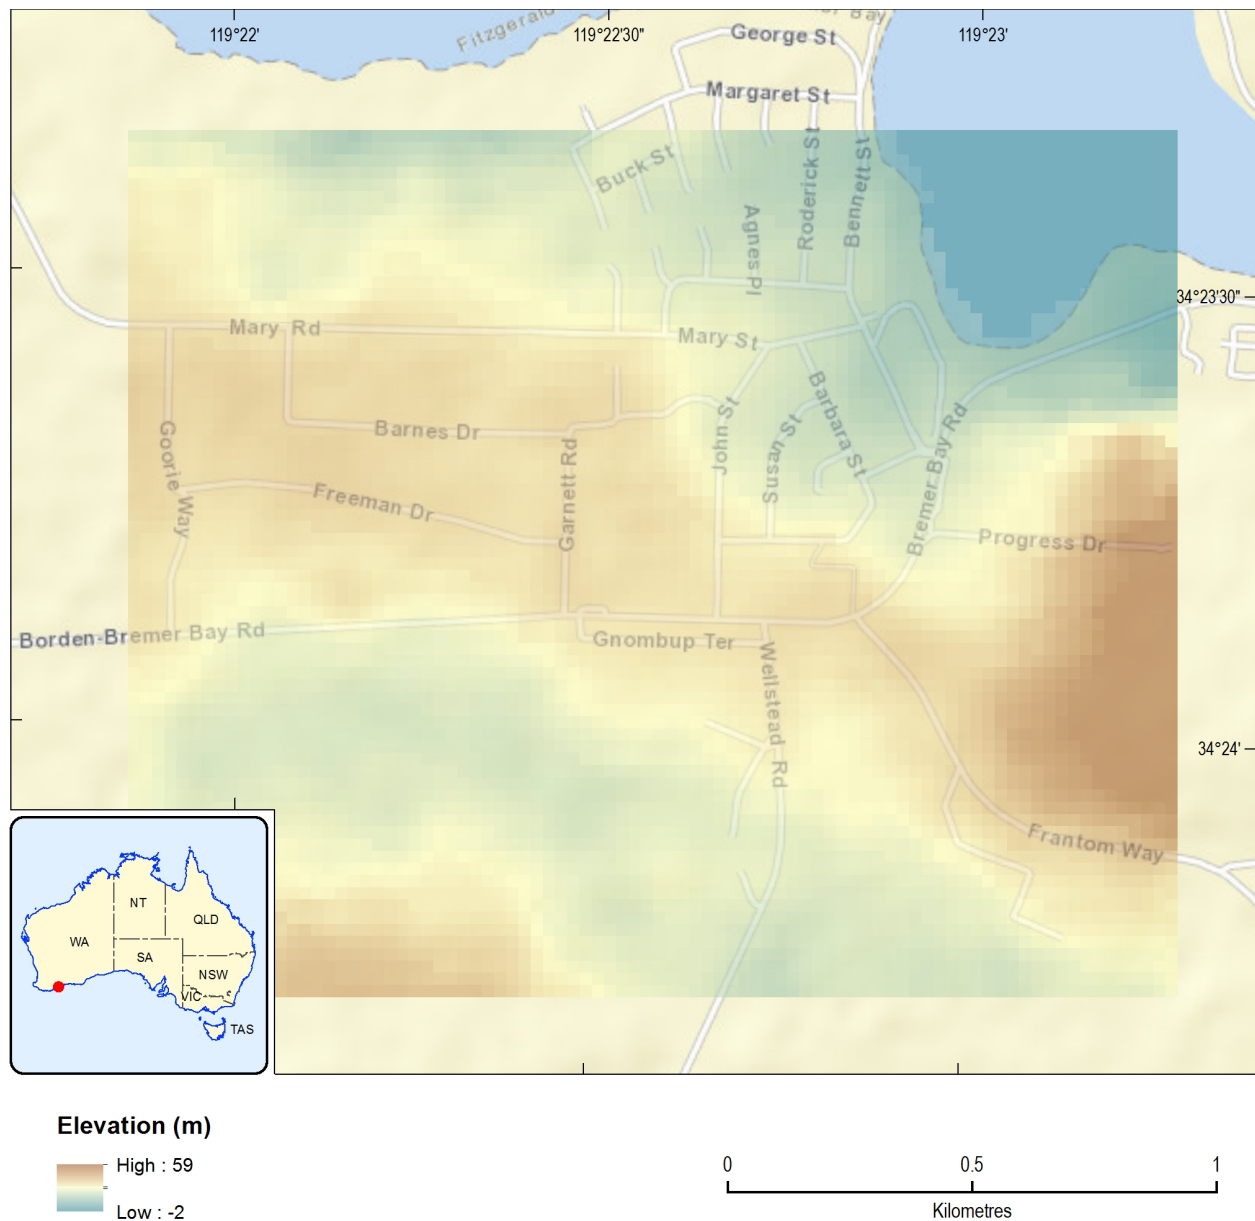 119°22'
119°22'30"
119°23'
Fitzgerald
Bay
George St
Margaret St
Buck St
Agnes Pl
Roderick St
Bennett St
34°23'30"
Mary Rd
Mary St
Barnes Dr
Goorie Way
Freeman Dr
Garnett Rd
John St
Susan St
Barbara St
Bremer Bay Rd
Progress Dr
Borden-Bremer Bay Rd
Gnombup Ter
Wellstead Rd
34°24'
Frantom Way
NT
QLD
WA
SA
NSW
VIC
TAS
Elevation (m)
High : 59
Low : -2
0
0.5
1
Kilometres